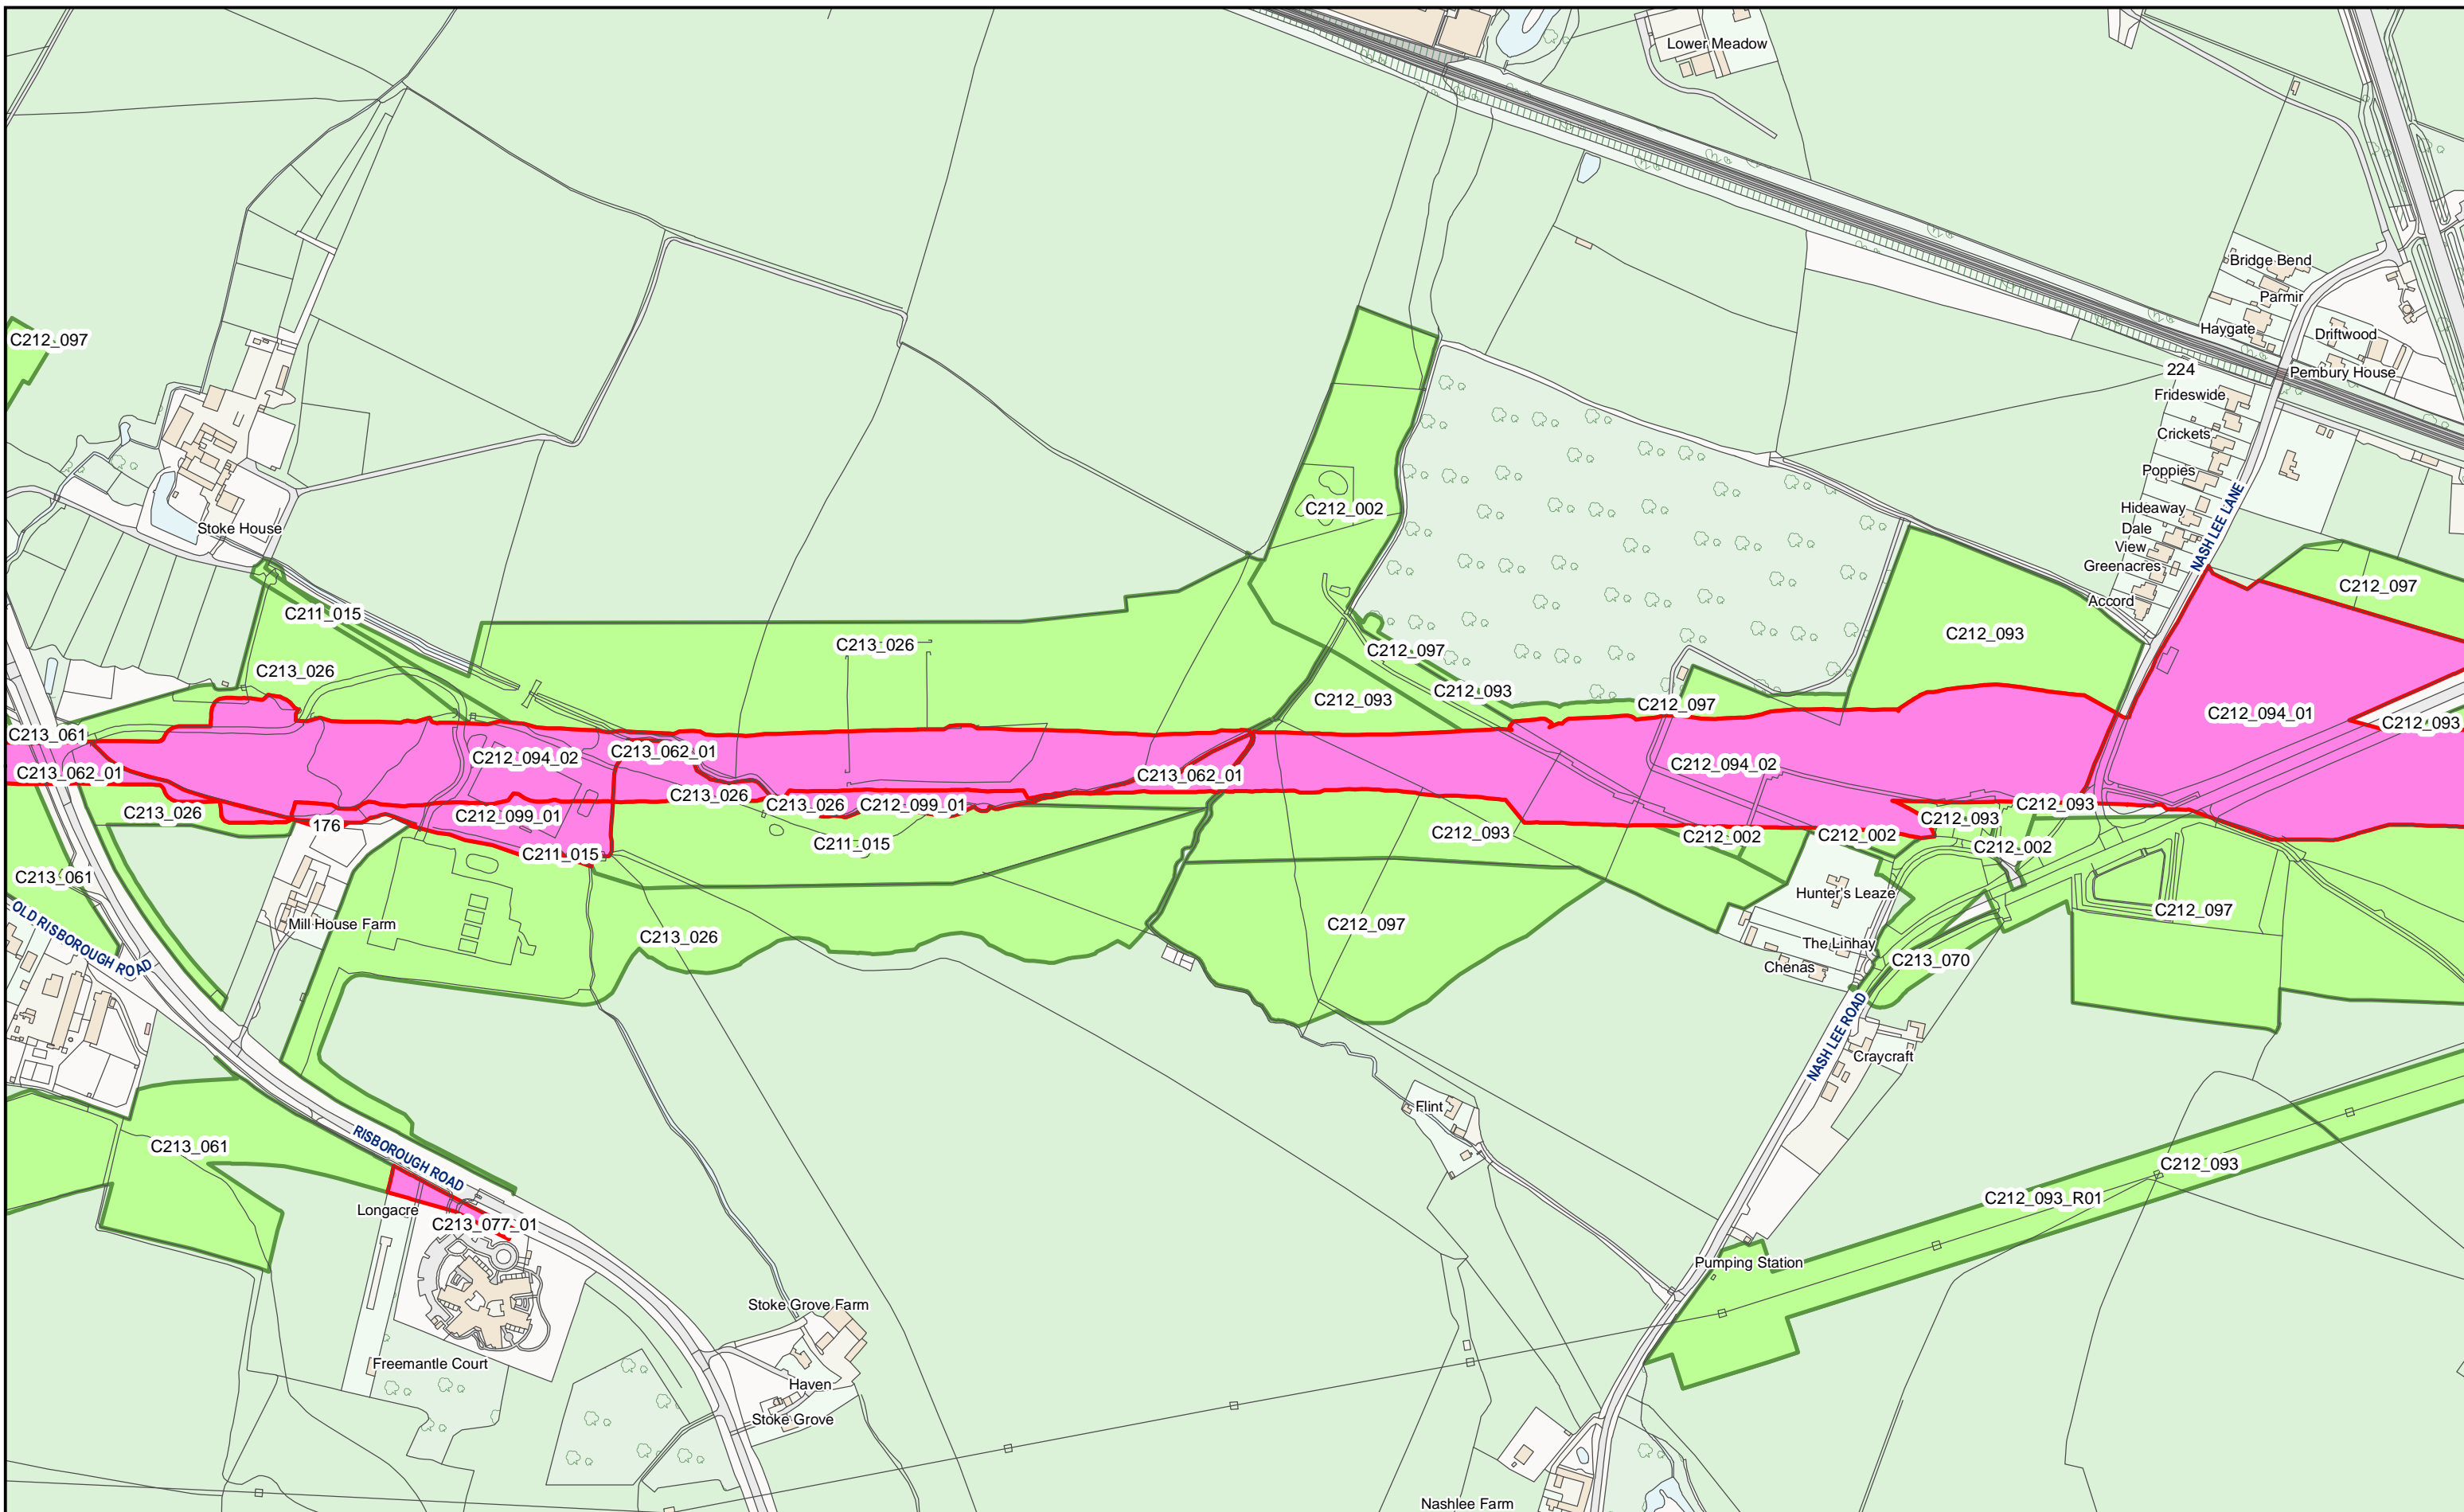 Lower Meadow
Bridge Bend
Parmir
Haygate
Driftwood
C212_097
224
Pembury House
Frideswide
Crickets
Poppies
Hideaway
C212_002
Stoke House
Dale
View
NASH LEE LANE
Greenacres
C212_097
Accord
C211_015
C212_093
C213_026
C212_097
C213_026
C212_093
C212_093
C212_097
C212_094_01
C212_093
C213_061
C213_062_01
C212_094_02
C212_094_02
C213_062_01
C213_062_01
C213_026
C213_026
C212_099_01
C212_093
C213_026
C212_099_01
C212_093
176
C212_093
C212_002
C212_002
C211_015
C211_015
C212_002
C213_061
Hunter's Leaze
OLD RISBOROUGH ROAD
Mill House Farm
C212_097
C212_097
C213_026
The Linhay
C213_070
Chenas
NASH LEE ROAD
Craycraft
Flint
C213_061
RISBOROUGH ROAD
C212_093
C212_093_R01
Longacre
C213_077_01
Pumping Station
Stoke Grove Farm
Freemantle Court
Haven
Stoke Grove
Nashlee Farm